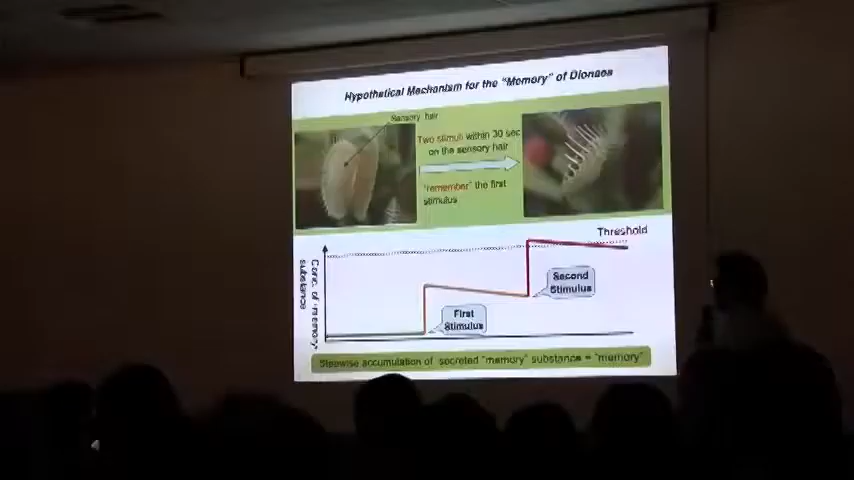 Hypothetical Mechanism for the "Memory" of Dionaea
Sensory hair
Two stimuli within 30 sec
on the sensory hair
"remember" the first
stimulus
Threshold
Conc. of "memory"
substance
Second
Stimulus
First
Stimulus
Stepwise accumulation of secreted "memory" substance = "memory"